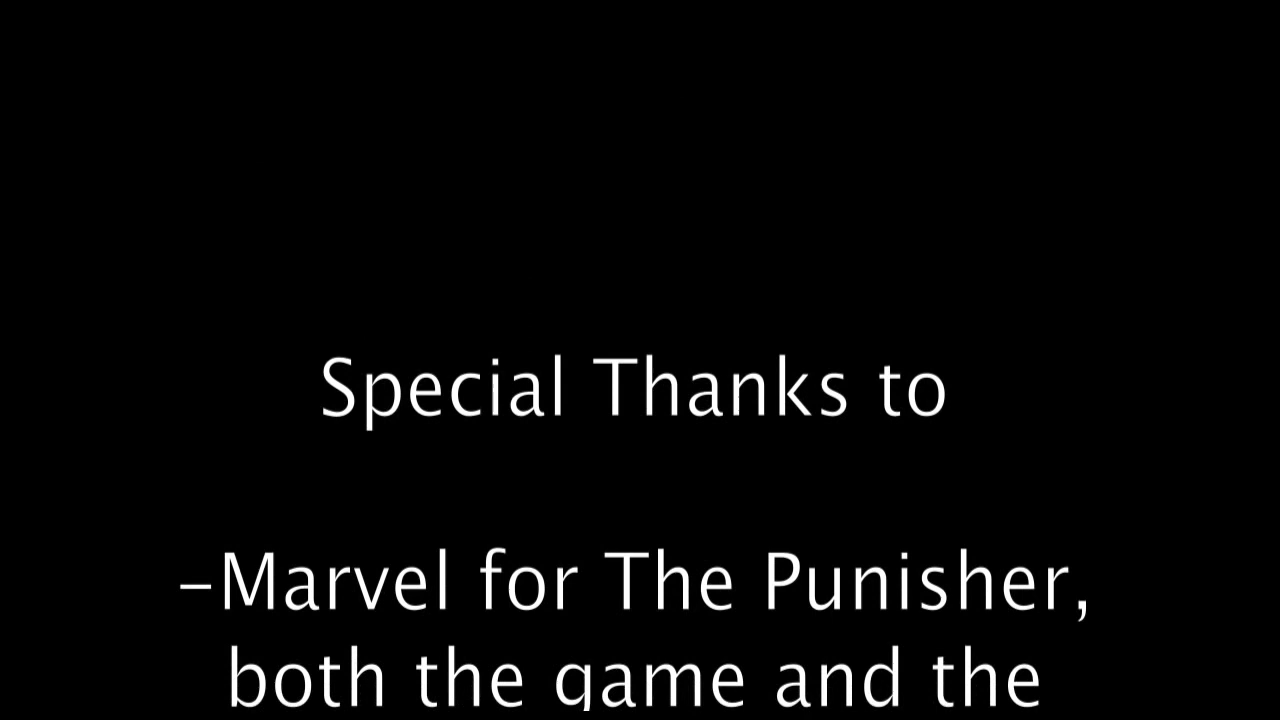 Special Thanks to
-Marvel for The Punisher,
both the game and the